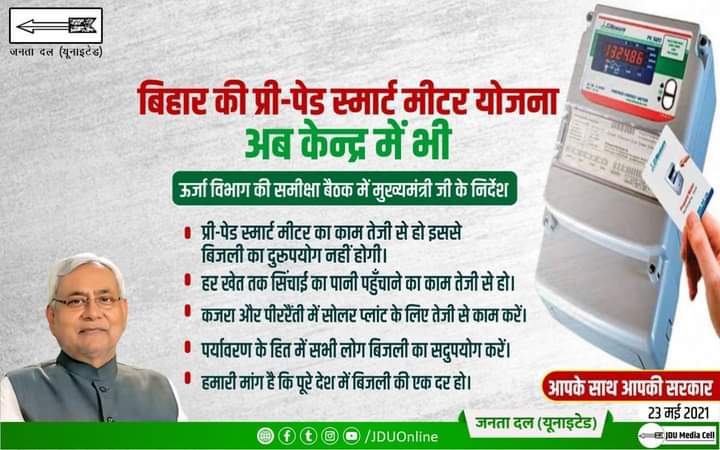 जनता दल (यूनाइटेड)
बिहार की प्री-पेड स्मार्ट मीटर योजना
अब केन्द्र में भी
ऊर्जा विभाग की समीक्षा बैठक में मुख्यमंत्री जी के निर्देश
• प्री-पेड स्मार्ट मीटर का काम तेजी से हो इससे
बिजली का दुरूपयोग नहीं होगी।
• हर खेत तक सिंचाई का पानी पहुँचाने का काम तेजी से हो।
• कजरा और पीररैंती में सोलर प्लांट के लिए तेजी से काम करें।
• पर्यावरण के हित में सभी लोग बिजली का सदुपयोग करें।
• हमारी मांग है कि पूरे देश में बिजली की एक दर हो।
आपके साथ आपकी सरकार
23 मई 2021
जनता दल (यूनाइटेड)
/JDUOnline
JDU Media Cell